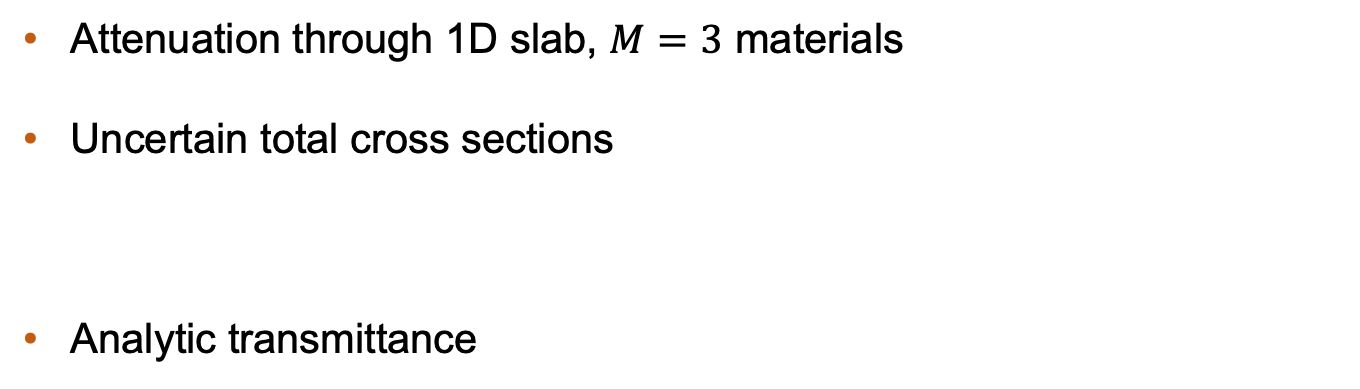 • Attenuation through 1D slab, 𝑀 = 3 materials
• Uncertain total cross sections
• Analytic transmittance